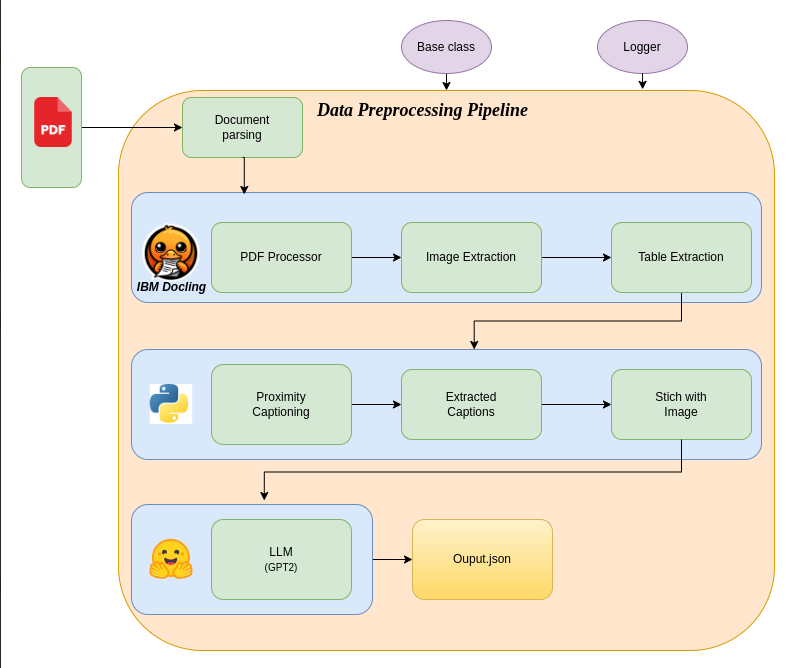 Base class
Logger
PDF
Document
parsing
Data Preprocessing Pipeline
IBM Docling
PDF Processor
Image Extraction
Table Extraction
Proximity
Captioning
Extracted
Captions
Stich with
Image
LLM
(GPT2)
Ouput.json